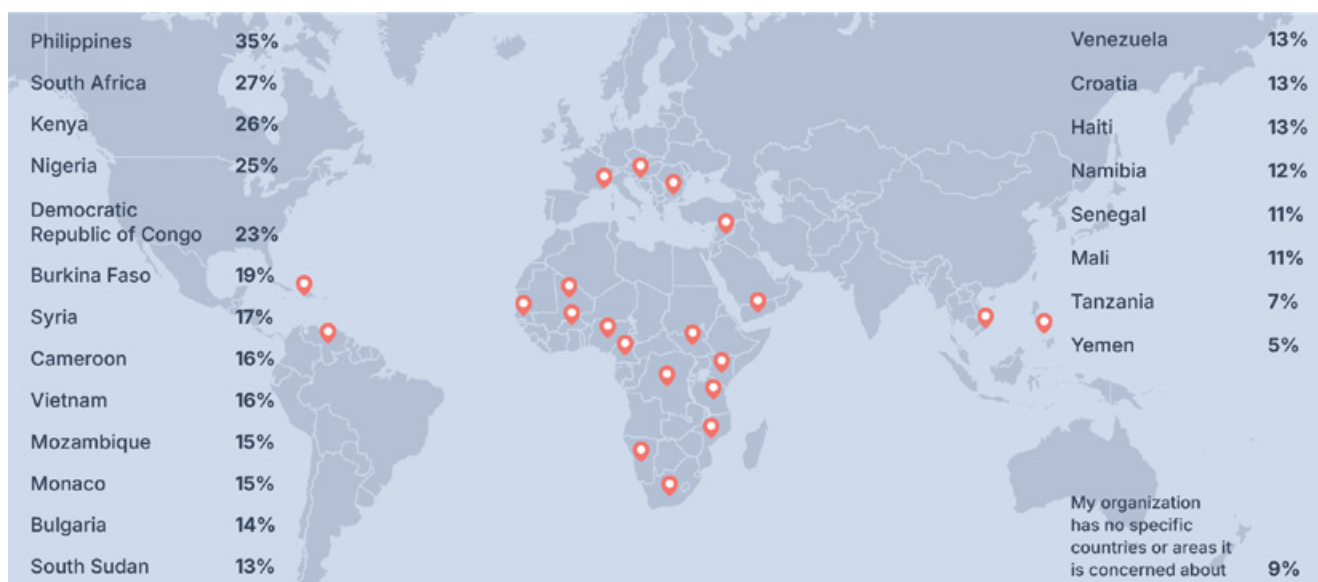 Philippines 35%
South Africa 27%
Kenya 26%
Nigeria 25%
Democratic
Republic of Congo 23%
Burkina Faso 19%
Syria 17%
Cameroon 16%
Vietnam 16%
Mozambique 15%
Monaco 15%
Bulgaria 14%
South Sudan 13%
Venezuela 13%
Croatia 13%
Haiti 13%
Namibia 12%
Senegal 11%
Mali 11%
Tanzania 7%
Yemen 5%
My organization
has no specific
countries or areas it
is concerned about 9%